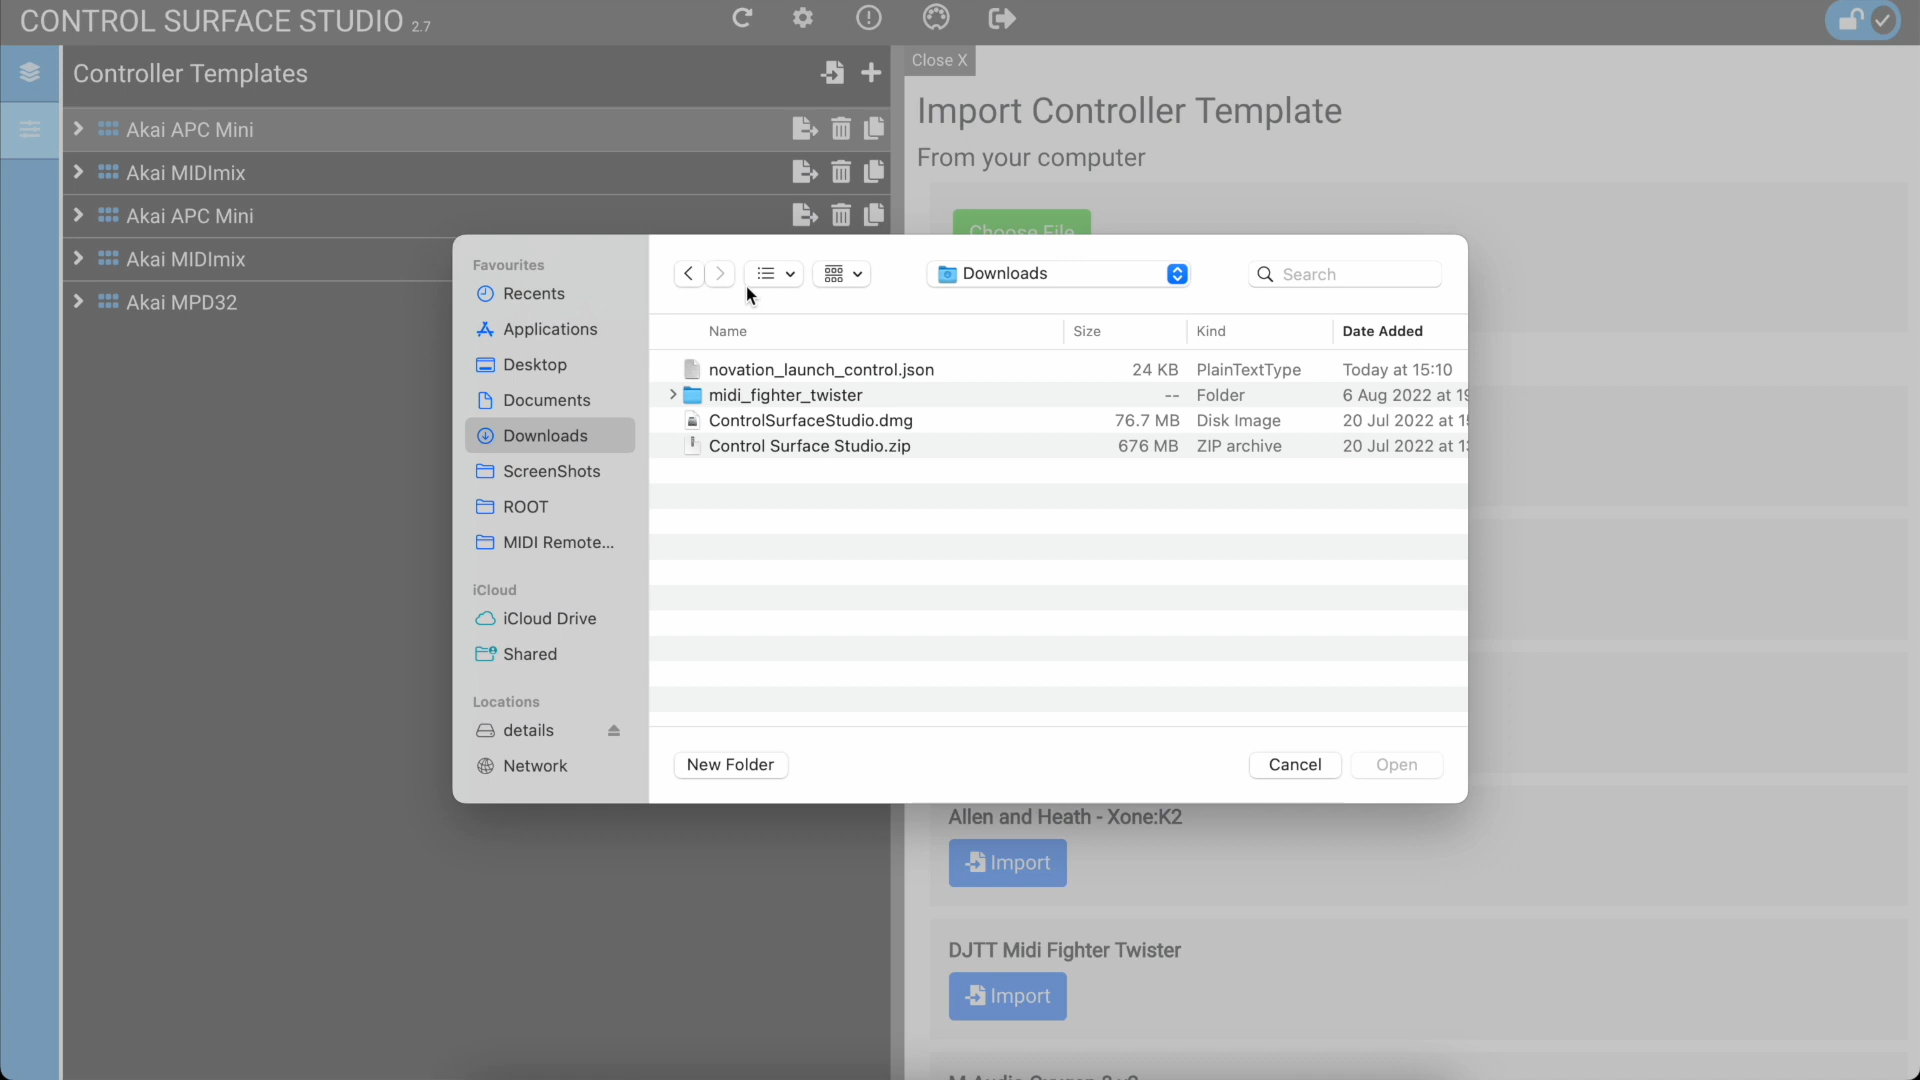 CONTROL SURFACE STUDIO 2.7
Controller Templates
Akai APC Mini
Akai MIDImix
Akai APC Mini
Akai MIDImix
Akai MPD32
Close X
Import Controller Template
From your computer
Choose File
Favourites
Recents
Applications
Desktop
Documents
Downloads
ScreenShots
ROOT
MIDI Remote...
iCloud
iCloud Drive
Shared
Locations
details
Network
Downloads
Search
Name Size Kind Date Added
novation_launch_control.json 24 KB PlainTextType Today at 15:10
midi_fighter_twister -- Folder 6 Aug 2022 at
ControlSurfaceStudio.dmg 76.7 MB Disk Image 20 Jul 2022 at
Control Surface Studio.zip 676 MB ZIP archive 20 Jul 2022 at
New Folder
Cancel
Open
Allen and Heath - Xone:K2
Import
DJTT Midi Fighter Twister
Import